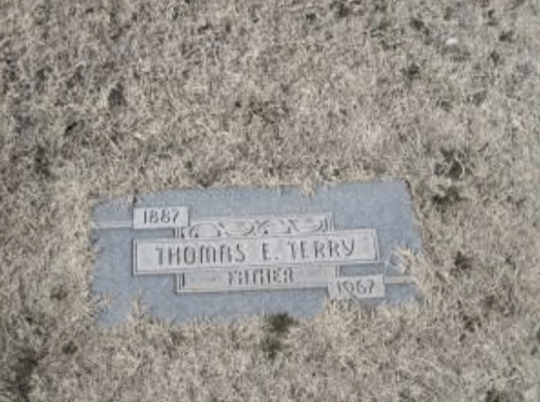 1887
THOMAS E. TERRY
FATHER
1967